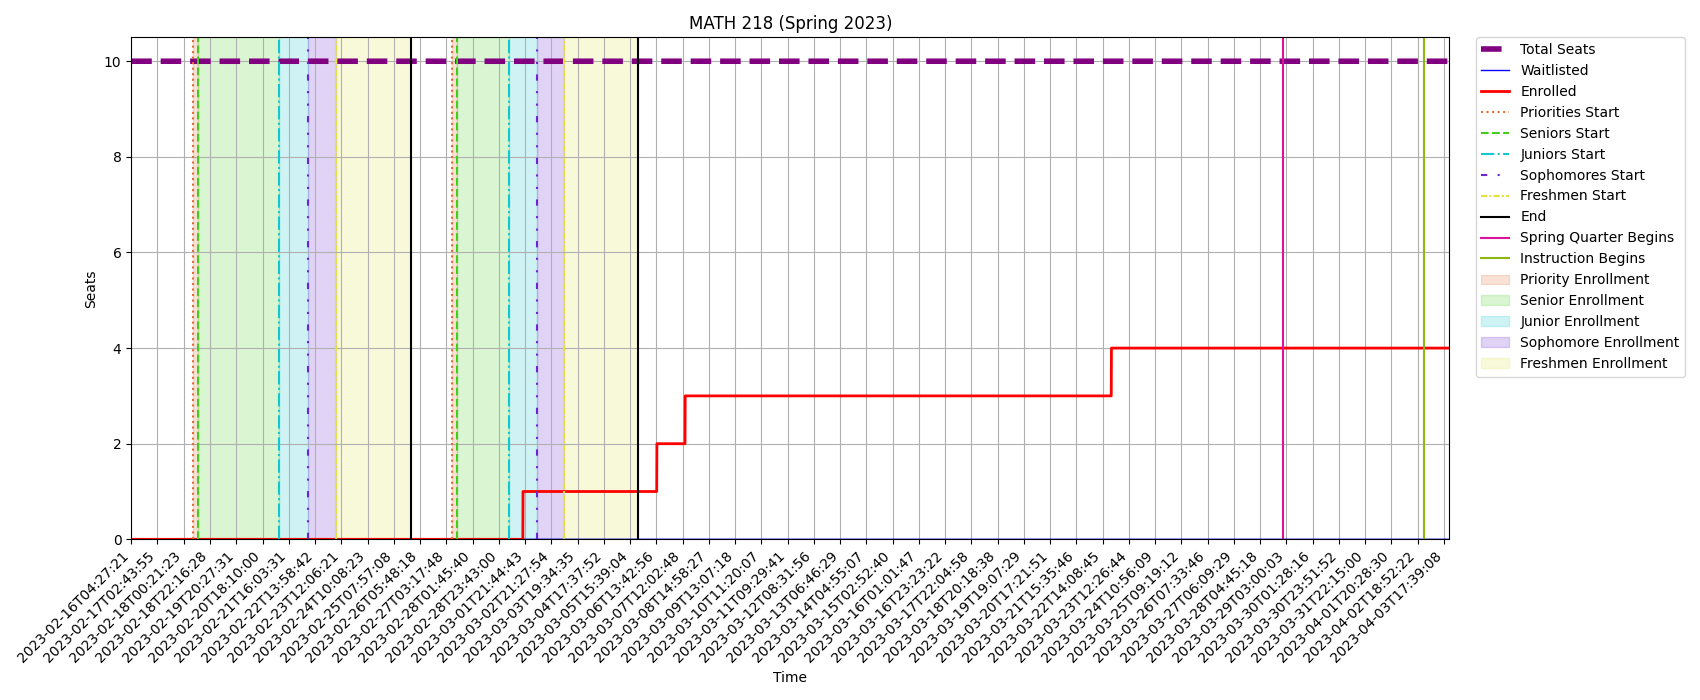 MATH 218 (Spring 2023)
Seats
10
8
6
4
2
0
2023-02-16T04:27:21
2023-02-17T02:43:55
2023-02-18T00:21:23
2023-02-18T22:16:28
2023-02-19T20:27:31
2023-02-20T18:10:00
2023-02-21T16:03:31
2023-02-22T13:58:42
2023-02-23T12:06:21
2023-02-24T10:08:23
2023-02-25T07:57:08
2023-02-26T05:48:18
2023-02-27T03:17:48
2023-02-28T01:45:40
2023-02-28T23:43:00
2023-03-01T21:44:43
2023-03-02T21:27:54
2023-03-03T19:34:35
2023-03-04T17:37:52
2023-03-05T15:39:04
2023-03-06T13:42:56
2023-03-07T12:02:48
2023-03-08T14:58:27
2023-03-09T13:07:18
2023-03-10T11:20:07
2023-03-11T09:29:41
2023-03-12T08:31:56
2023-03-13T06:46:29
2023-03-14T04:55:07
2023-03-15T02:52:40
2023-03-16T01:01:47
2023-03-16T23:23:22
2023-03-17T22:04:58
2023-03-18T20:18:38
2023-03-19T19:07:29
2023-03-20T17:21:51
2023-03-21T15:35:46
2023-03-22T14:08:45
2023-03-23T12:26:44
2023-03-24T10:56:09
2023-03-25T09:19:12
2023-03-26T07:33:46
2023-03-27T06:09:29
2023-03-28T04:45:18
2023-03-29T03:00:03
2023-03-30T01:28:16
2023-03-30T23:51:52
2023-03-31T22:15:00
2023-04-01T20:28:30
2023-04-02T18:52:22
2023-04-03T17:39:08
Time
Total Seats
Waitlisted
Enrolled
Priorities Start
Seniors Start
Juniors Start
Sophomores Start
Freshmen Start
End
Spring Quarter Begins
Instruction Begins
Priority Enrollment
Senior Enrollment
Junior Enrollment
Sophomore Enrollment
Freshmen Enrollment